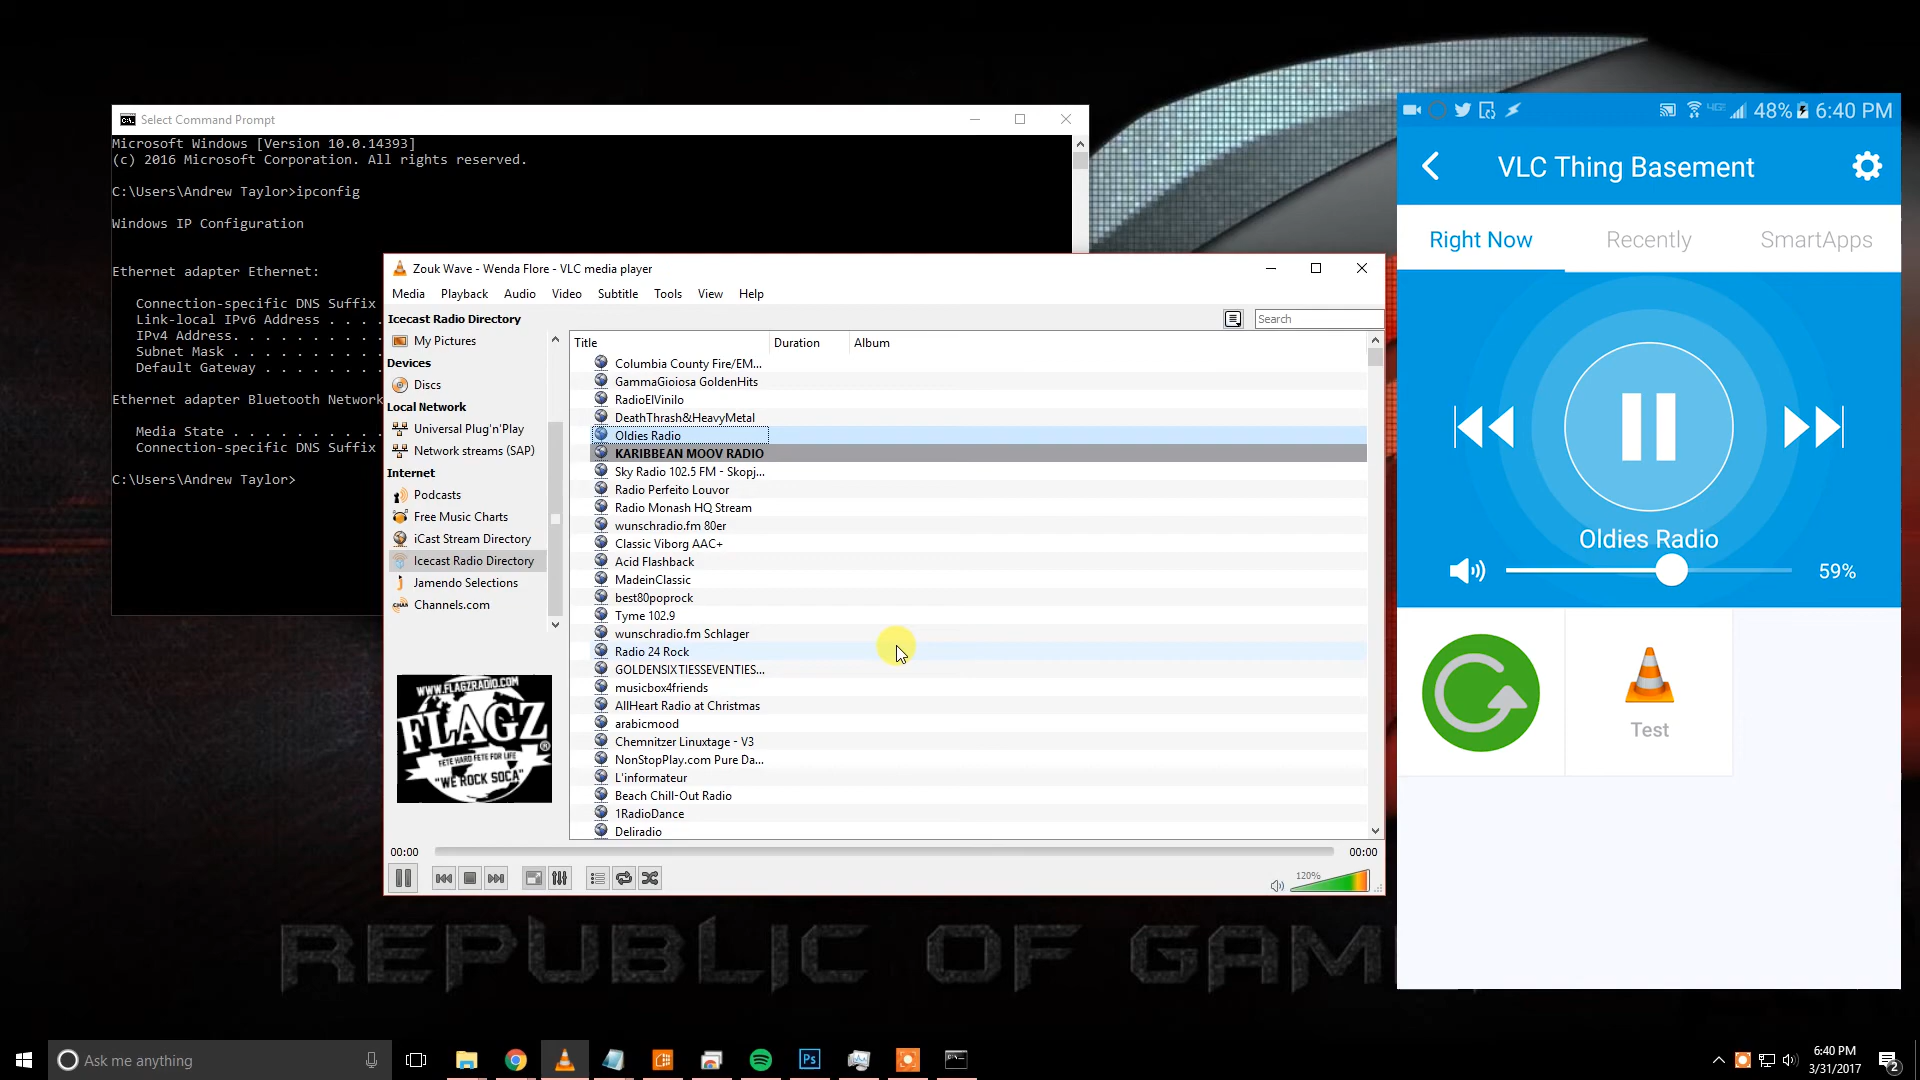 Select Command Prompt
Microsoft Windows [Version 10.0.14393]
(c) 2016 Microsoft Corporation. All rights reserved.
C:\Users\Andrew Taylor>ipconfig
Windows IP Configuration
Ethernet adapter Ethernet:
Connection-specific DNS Suffix
Link-local IPv6 Address . . . .
IPv4 Address. . . . . . . . . .
Subnet Mask . . . . . . . . . .
Default Gateway . . . . . . . .
Ethernet adapter Bluetooth Network
Media State . . . . . . . . . .
Connection-specific DNS Suffix
C:\Users\Andrew Taylor>
Zouk Wave - Wenda Flore - VLC media player
Media Playback Audio Video Subtitle Tools View Help
Icecast Radio Directory
Search
My Pictures
Devices
Discs
Local Network
Universal Plug'n'Play
Network streams (SAP)
Internet
Podcasts
Free Music Charts
iCast Stream Directory
Icecast Radio Directory
Jamendo Selections
Channels.com
WWW.FLAGZRADIO.COM
FLAGZ
®
FETE HARD FETE FOR LIFE
"WE ROCK SOCA"
Title Duration Album
Columbia County Fire/EM...
GammaGioiosa GoldenHits
RadioElVinilo
DeathThrash&HeavyMetal
Oldies Radio
KARIBBEAN MOOV RADIO
Sky Radio 102.5 FM - Skopj...
Radio Perfeito Louvor
Radio Monash HQ Stream
wunschradio.fm 80er
Classic Viborg AAC+
Acid Flashback
MadeinClassic
best80poprock
Tyme 102.9
wunschradio.fm Schlager
Radio 24 Rock
GOLDENSIXTIESSEVENTIES...
musicbox4friends
AllHeart Radio at Christmas
arabicmood
Chemnitzer Linuxtage - V3
NonStopPlay.com Pure Da...
L'informateur
Beach Chill-Out Radio
1RadioDance
Deliradio
00:00
00:00
120%
48% 6:40 PM
VLC Thing Basement
Right Now Recently SmartApps
Oldies Radio
59%
Test
REPUBLIC OF GAM
Ask me anything
Ps
6:40 PM
3/31/2017
2